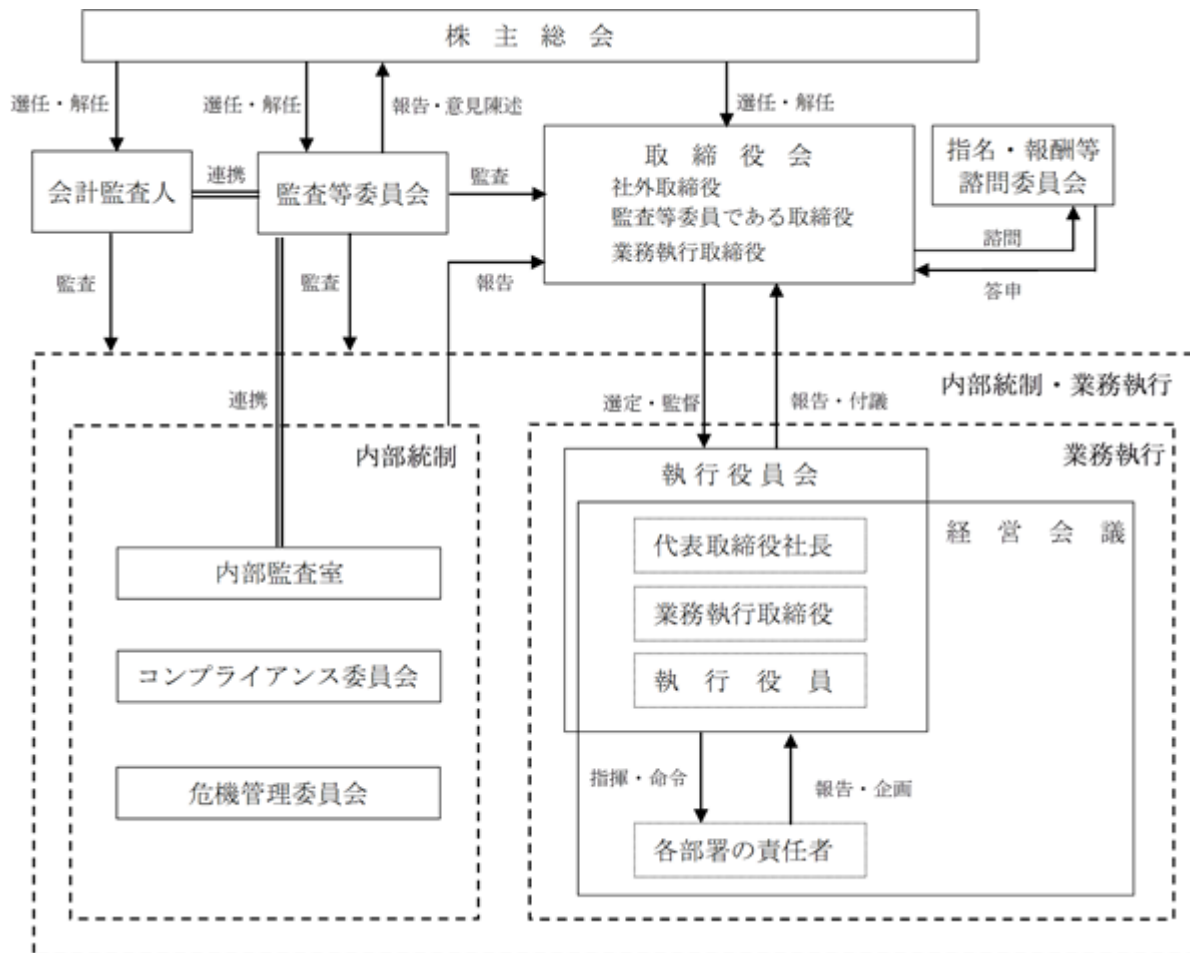 株主総会
選任・解任
選任・解任
報告・意見陳述
選任・解任
会計監査人
連携
監査等委員会
監査
取締役会
社外取締役
監査等委員である取締役
業務執行取締役
指名・報酬等
諮問委員会
諮問
答申
監査
監査
報告
内部統制・業務執行
連携
選定・監督
報告・付議
内部統制
業務執行
執行役員会
経営会議
代表取締役社長
内部監査室
業務執行取締役
コンプライアンス委員会
執行役員
危機管理委員会
指揮・命令
報告・企画
各部署の責任者